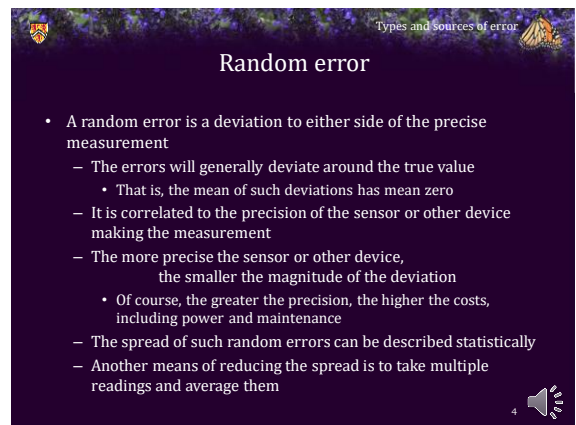 Types and sources of error
Random error
• A random error is a deviation to either side of the precise
measurement
– The errors will generally deviate around the true value
• That is, the mean of such deviations has mean zero
– It is correlated to the precision of the sensor or other device
making the measurement
– The more precise the sensor or other device,
the smaller the magnitude of the deviation
• Of course, the greater the precision, the higher the costs,
including power and maintenance
– The spread of such random errors can be described statistically
– Another means of reducing the spread is to take multiple
readings and average them
4